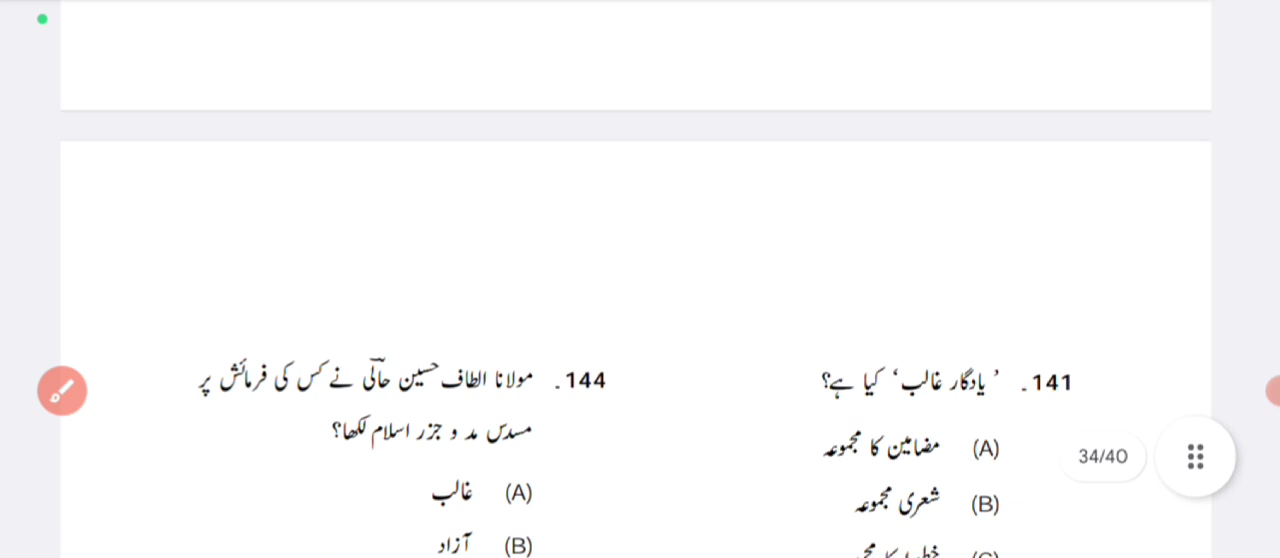 141۔ ’یادگار غالب‘ کیا ہے؟
(A) مضامین کا مجموعہ
(B) شعری مجموعہ
(C)
144۔ مولانا الطاف حسین حالؔی نے کس کی فرمائش پر
مسدس مد و جزر اسلام لکھا؟
(A) غالب
(B) آزاد
34/40